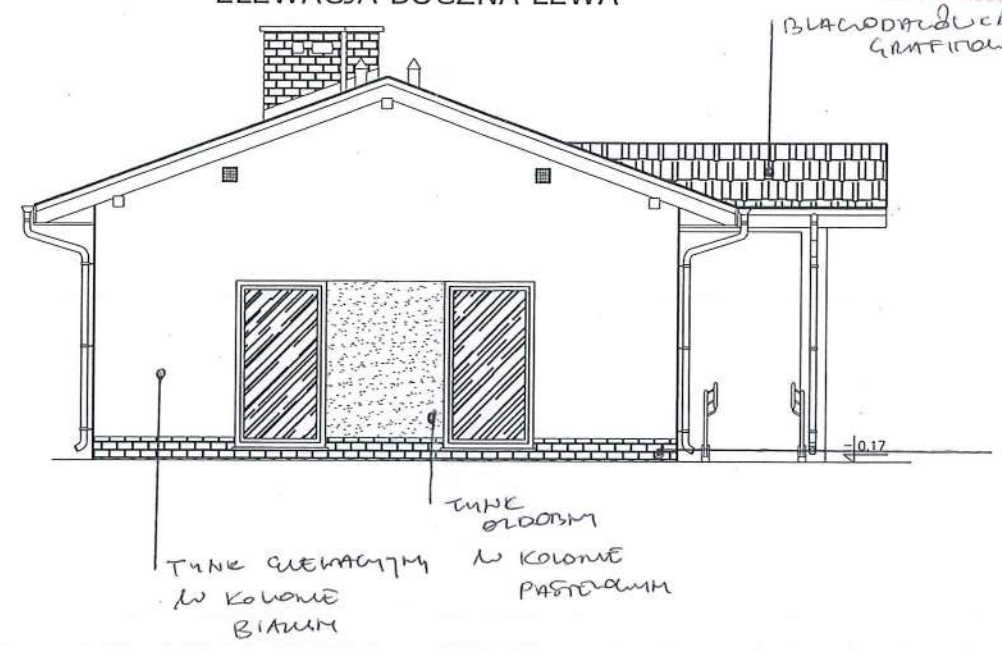 ELEWACJA BOCZNA LEWA
BLACHODACHÓWKA
GRAFITOW
0.17
TYNK
OZDOBNY
W KOLORZE
PASTELOWYM
TYNK ELEWACYJNY
W KOLORZE
BIAŁYM